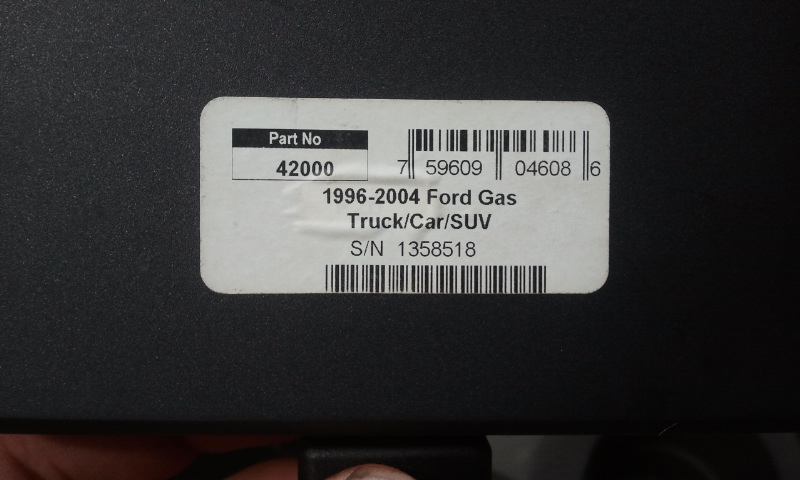 Part No
42000
7 59609 04608 6
1996-2004 Ford Gas
Truck/Car/SUV
S/N 1358518